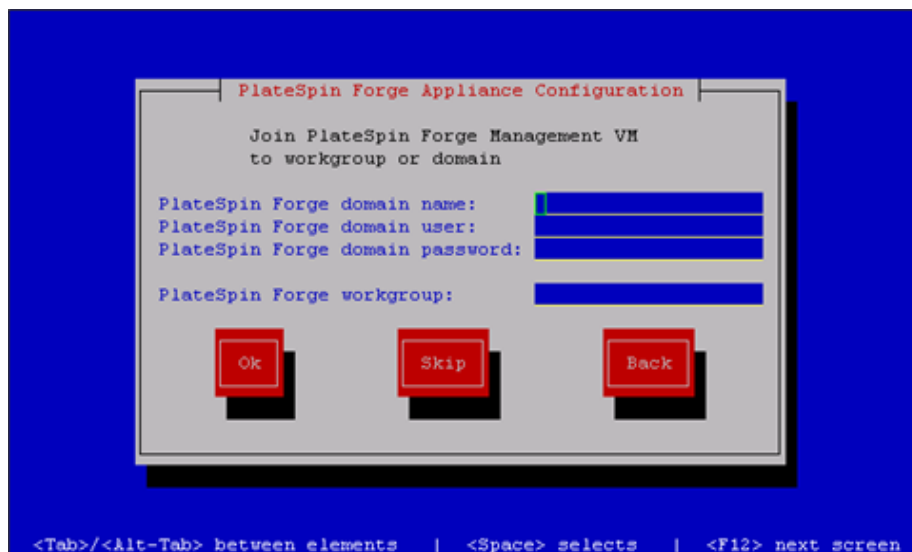 PlateSpin Forge Appliance Configuration
Join PlateSpin Forge Management VM
to workgroup or domain
PlateSpin Forge domain name:
PlateSpin Forge domain user:
PlateSpin Forge domain password:
PlateSpin Forge workgroup:
Ok Skip Back
<Tab>/<Alt-Tab> between elements | <Space> selects | <F12> next screen